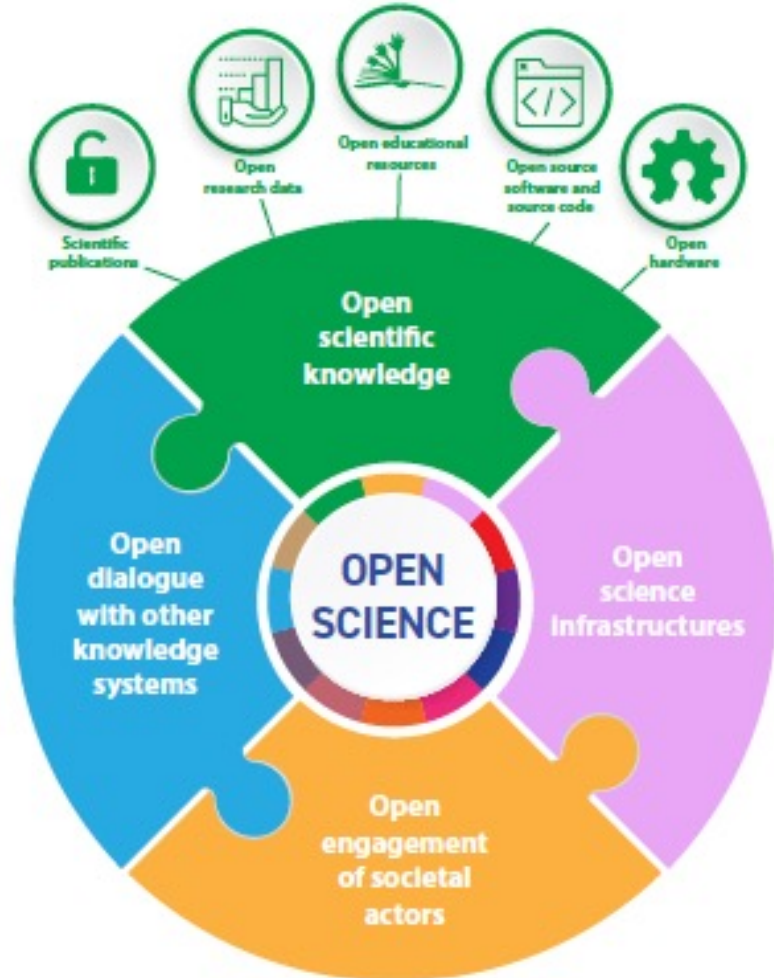 Scientific
publications
Open
research data
Open educational
resources
</>
Open source
software and
source code
Open
hardware
Open
scientific
knowledge
Open
dialogue
with other
knowledge
systems
OPEN
SCIENCE
Open
science
infrastructures
Open
engagement
of societal
actors